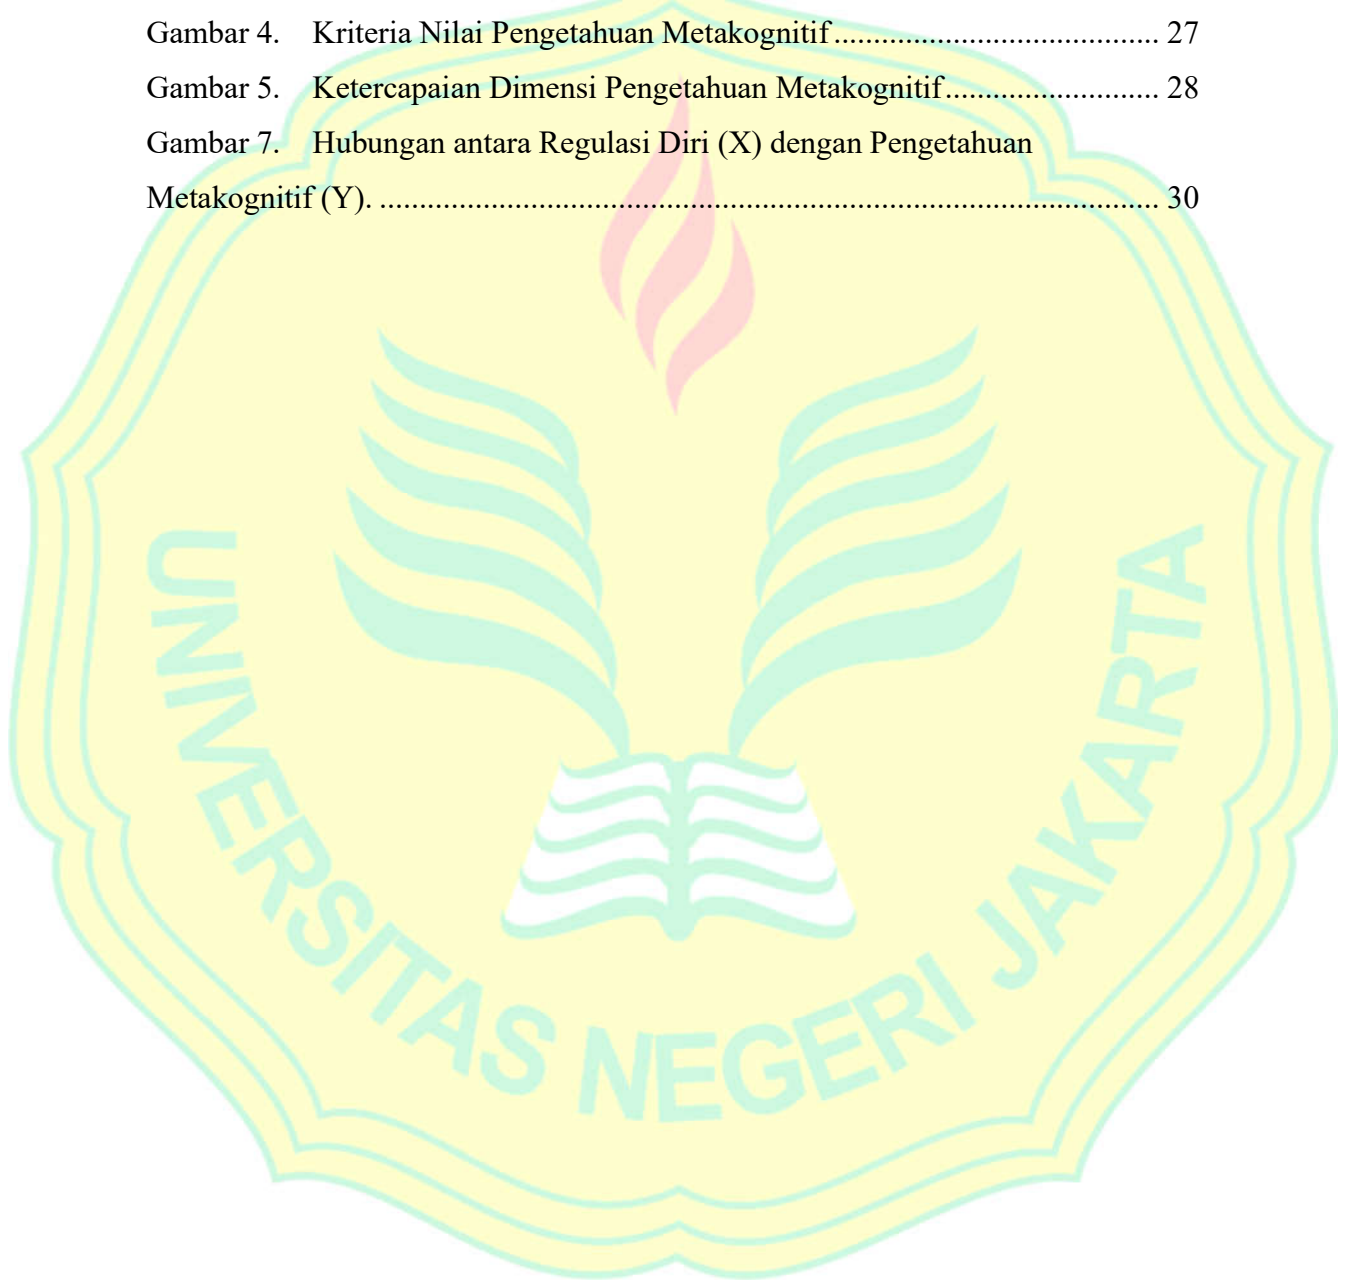 Gambar 4. Kriteria Nilai Pengetahuan Metakognitif......................................... 27
Gambar 5. Ketercapaian Dimensi Pengetahuan Metakognitif........................... 28
Gambar 7. Hubungan antara Regulasi Diri (X) dengan Pengetahuan
Metakognitif (Y). .................................................................................................. 30
UNIVERSITAS NEGERI JAKARTA